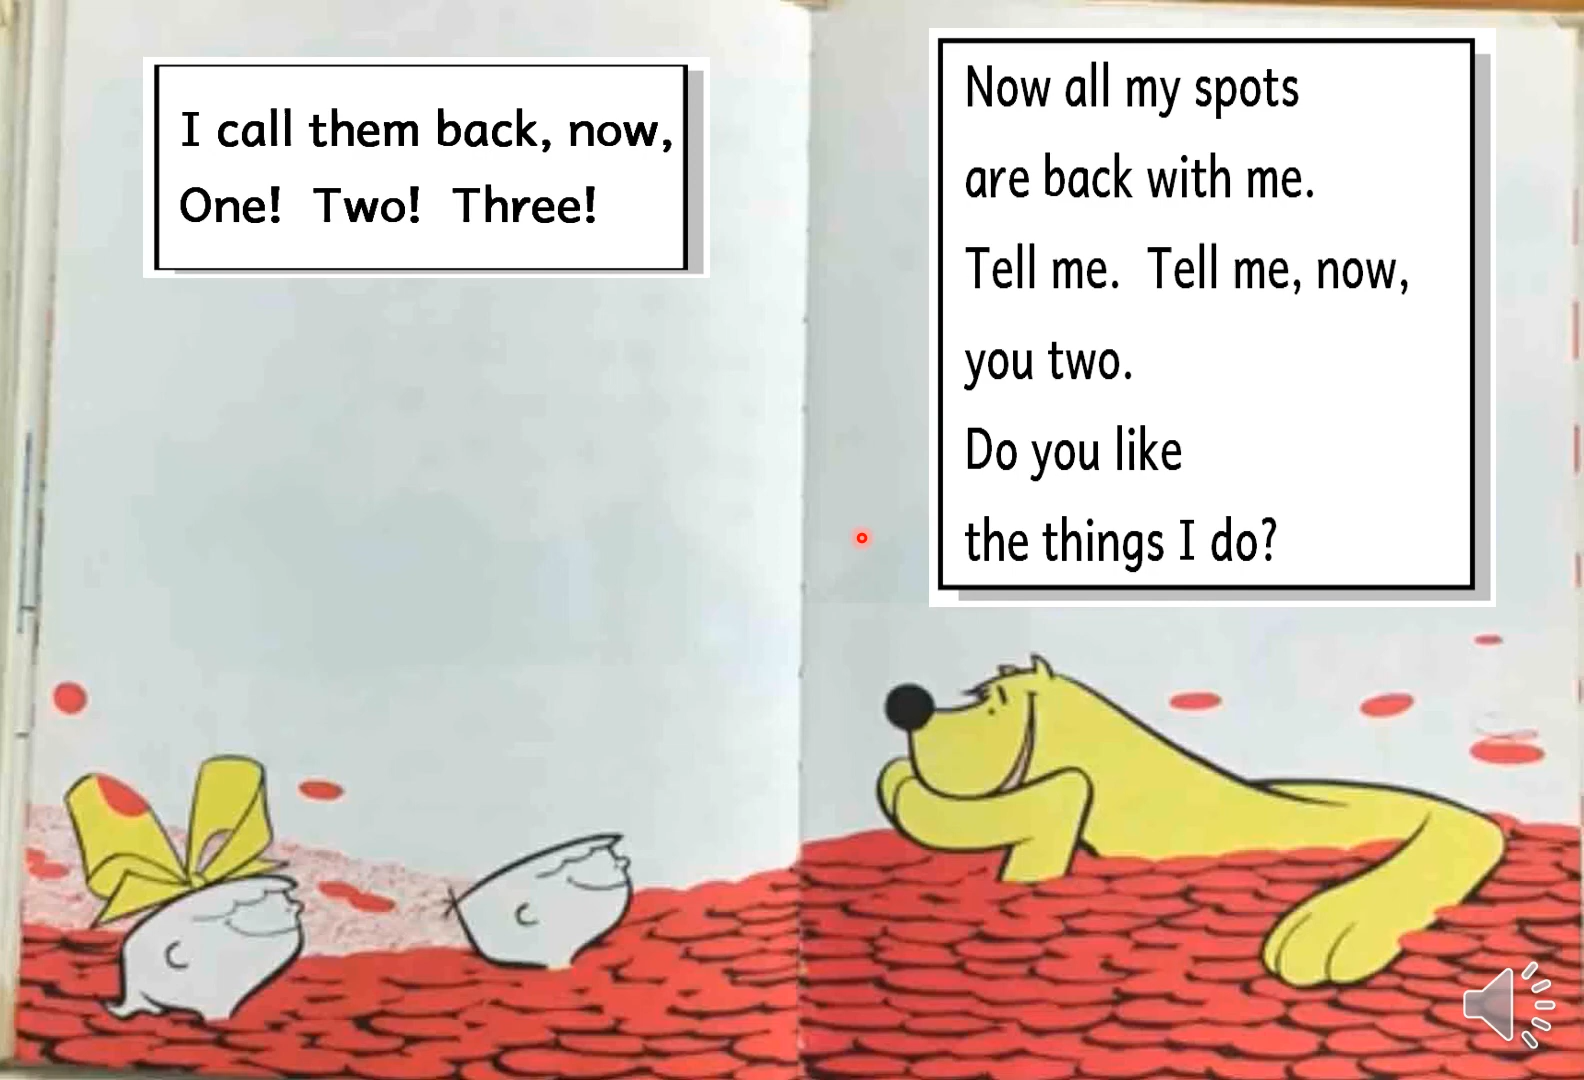 I call them back, now,
One! Two! Three!
Now all my spots
are back with me.
Tell me. Tell me, now,
you two.
Do you like
the things I do?